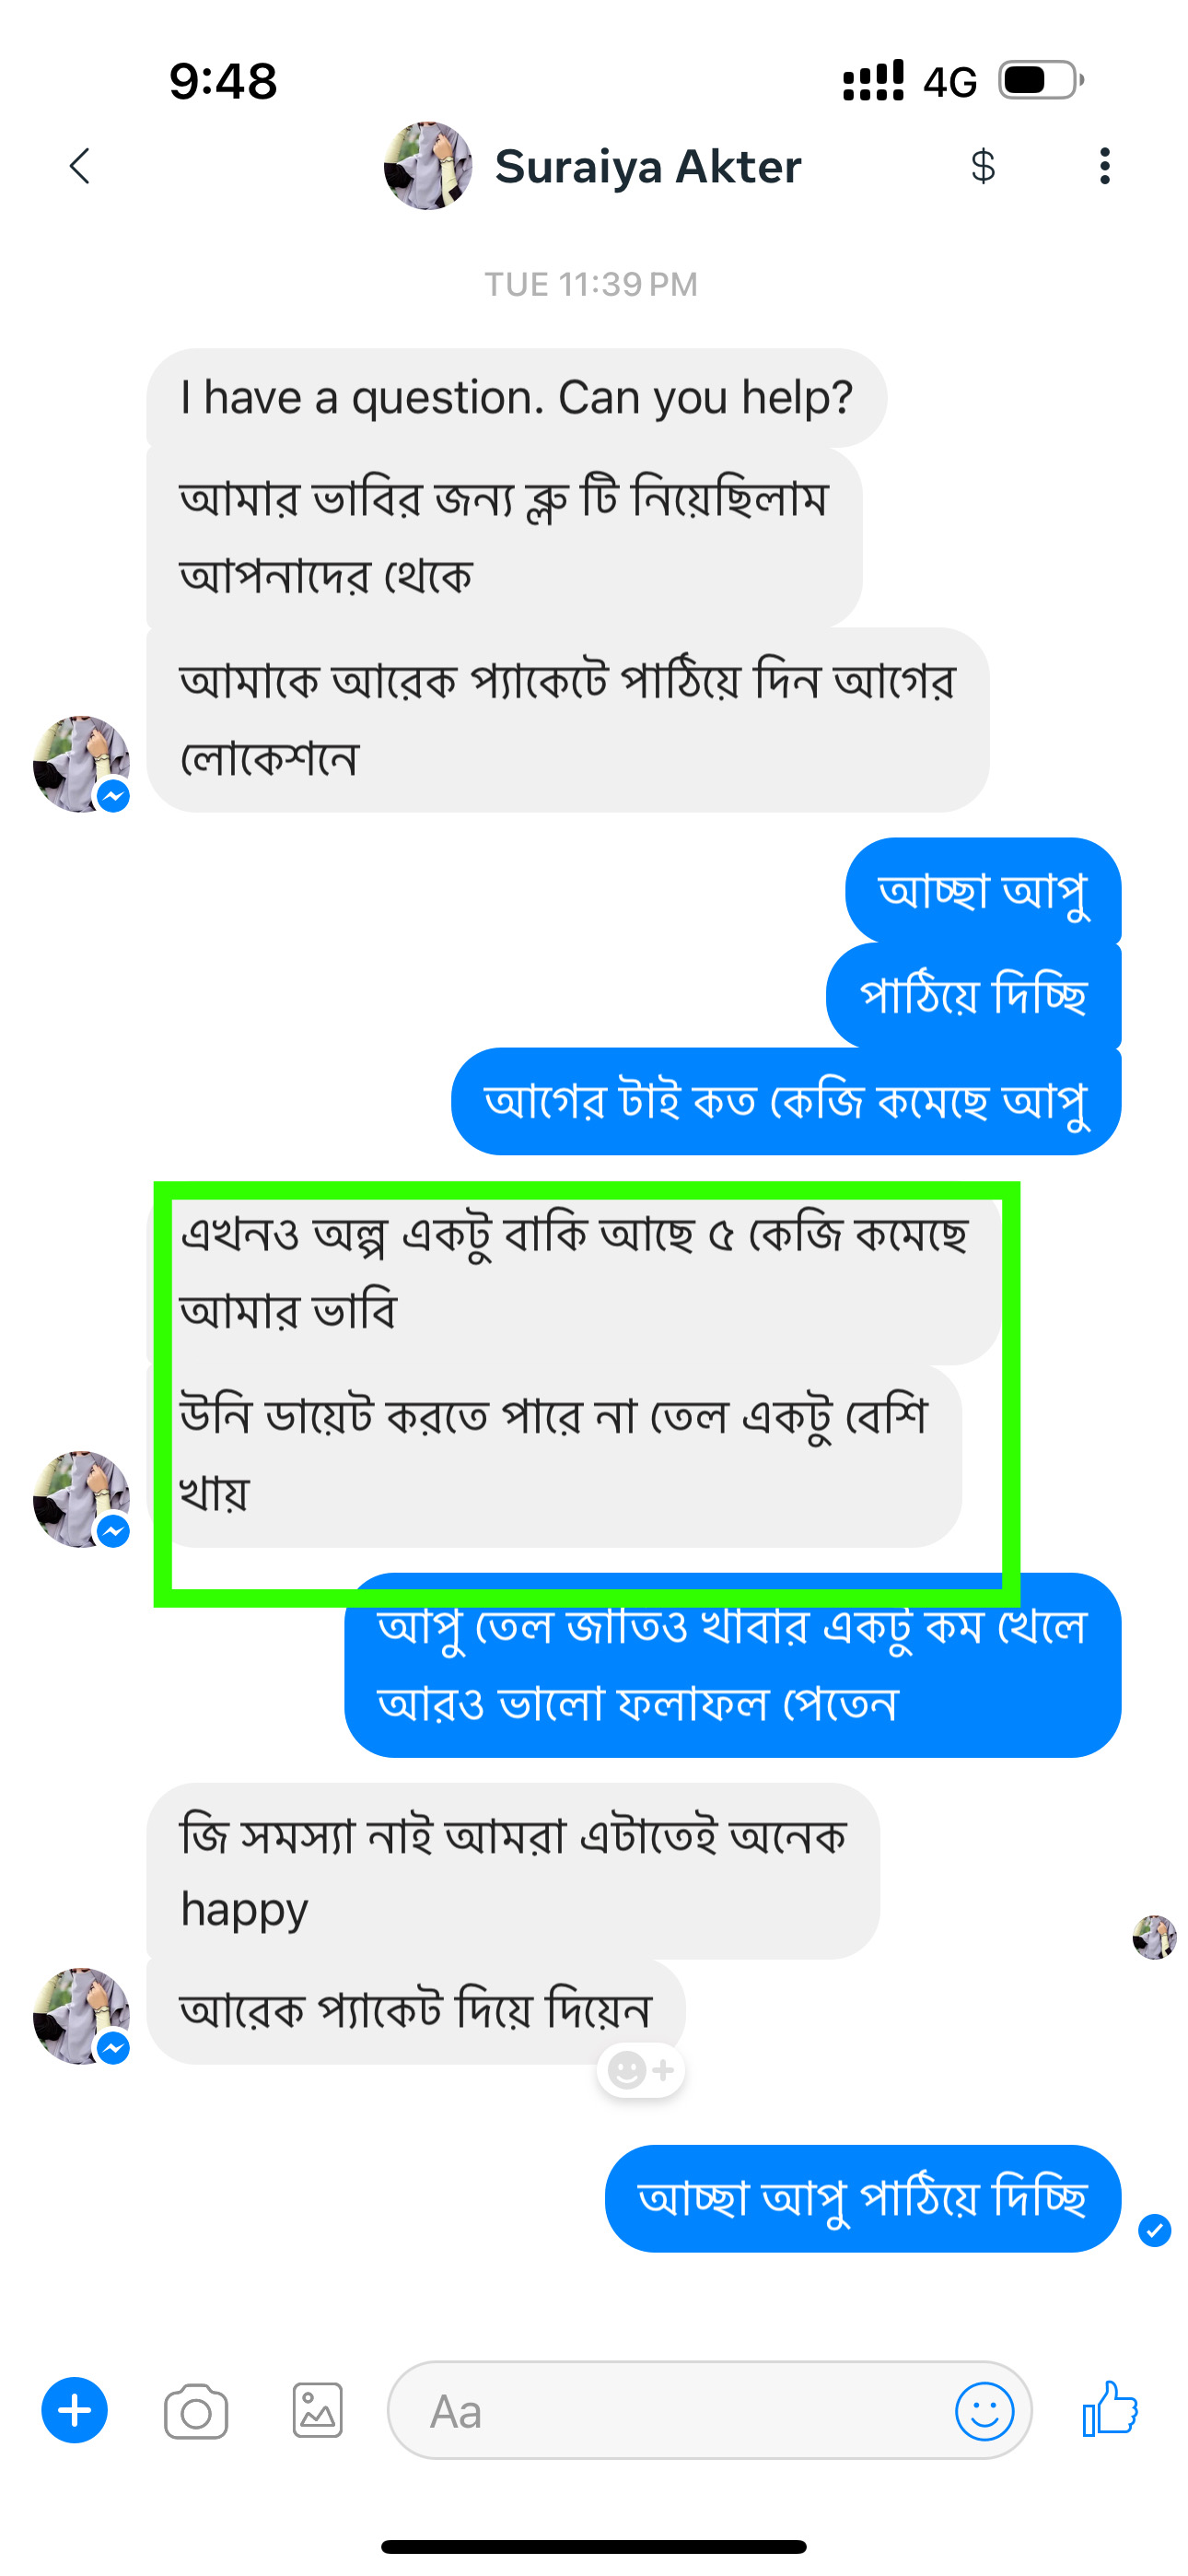 9:48
4G
Suraiya Akter
$
TUE 11:39 PM
I have a question. Can you help?
আমার ভাবির জন্য ব্লু টি নিয়েছিলাম
আপনাদের থেকে
আমাকে আরেক প্যাকেটে পাঠিয়ে দিন আগের
লোকেশনে
আচ্ছা আপু
পাঠিয়ে দিচ্ছি
আগের টাই কত কেজি কমেছে আপু
এখনও অল্প একটু বাকি আছে ৫ কেজি কমেছে
আমার ভাবি
উনি ডায়েট করতে পারে না তেল একটু বেশি
খায়
আপু তেল জাতিও খাবার একটু কম খেলে
আরও ভালো ফলাফল পেতেন
জি সমস্যা নাই আমরা এটাতেই অনেক
happy
আরেক প্যাকেট দিয়ে দিয়েন
আচ্ছা আপু পাঠিয়ে দিচ্ছি
Aa